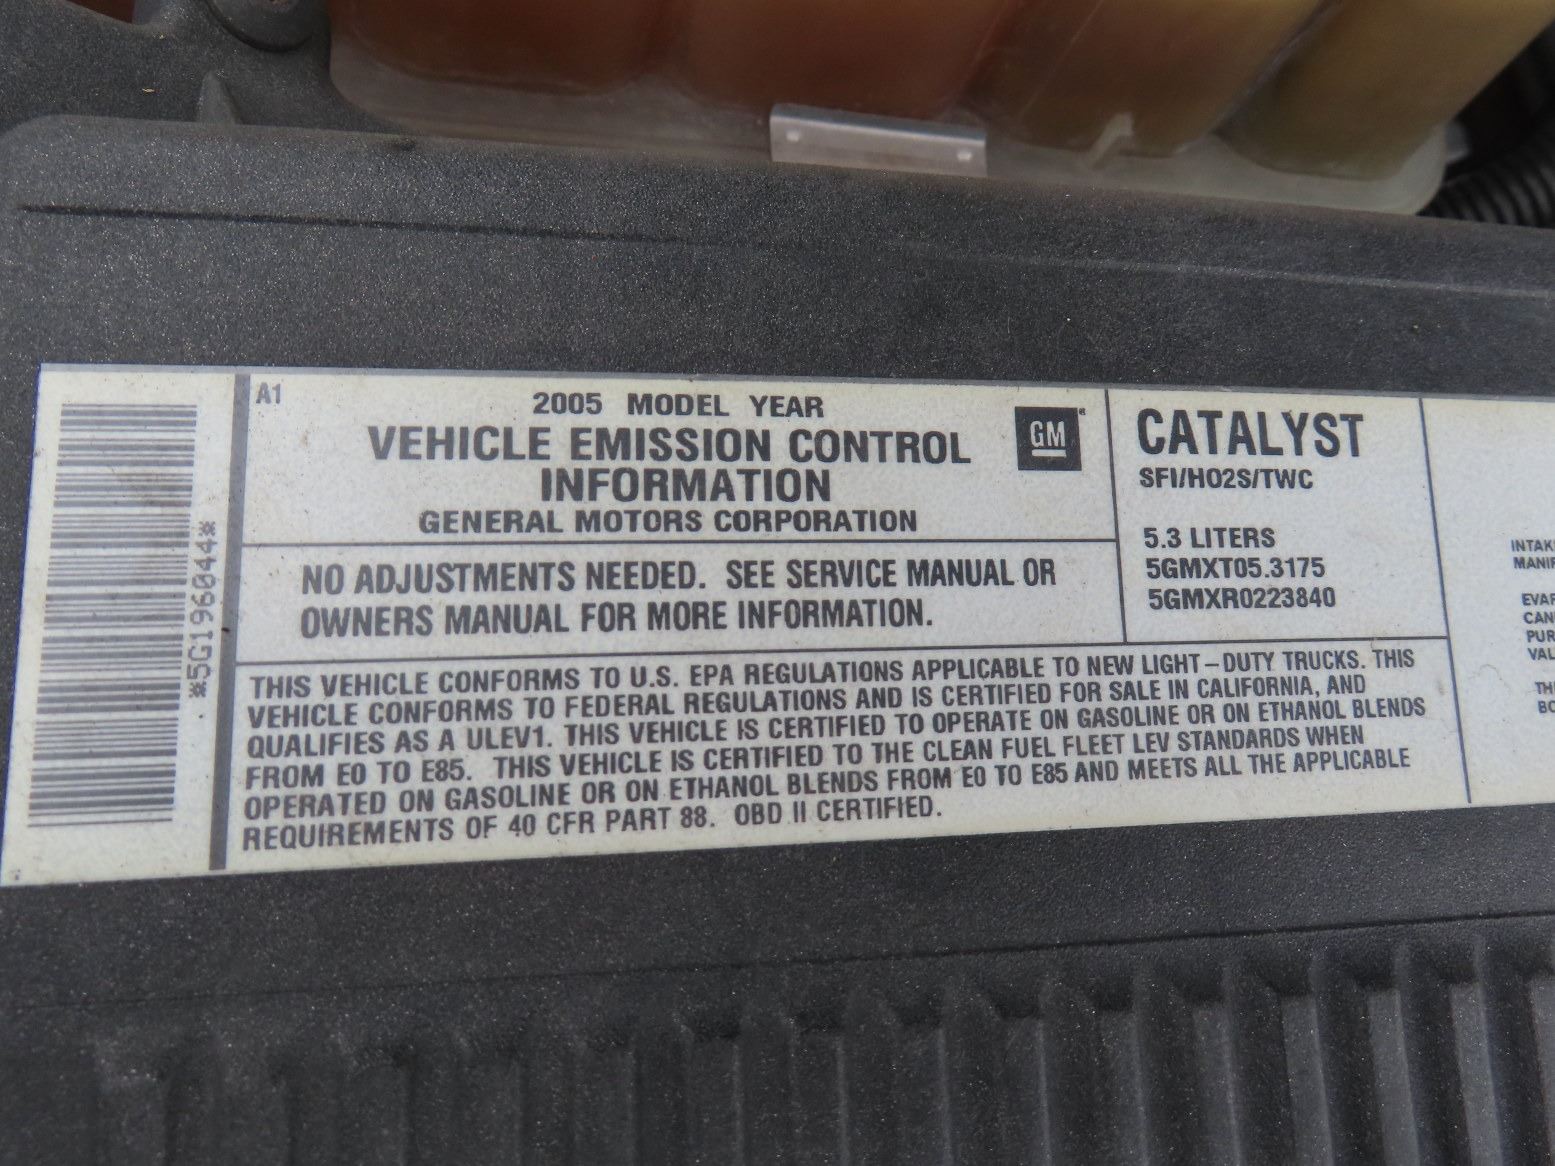 *5G196044*
A1
2005 MODEL YEAR
VEHICLE EMISSION CONTROL
INFORMATION
GENERAL MOTORS CORPORATION
GM
NO ADJUSTMENTS NEEDED. SEE SERVICE MANUAL OR
OWNERS MANUAL FOR MORE INFORMATION.
CATALYST
SFI/HO2S/TWC
5.3 LITERS
5GMXT05.3175
5GMXR0223840
THIS VEHICLE CONFORMS TO U.S. EPA REGULATIONS APPLICABLE TO NEW LIGHT-DUTY TRUCKS. THIS
VEHICLE CONFORMS TO FEDERAL REGULATIONS AND IS CERTIFIED FOR SALE IN CALIFORNIA, AND
QUALIFIES AS A ULEV1. THIS VEHICLE IS CERTIFIED TO OPERATE ON GASOLINE OR ON ETHANOL BLENDS
FROM E0 TO E85. THIS VEHICLE IS CERTIFIED TO THE CLEAN FUEL FLEET LEV STANDARDS WHEN
OPERATED ON GASOLINE OR ON ETHANOL BLENDS FROM E0 TO E85 AND MEETS ALL THE APPLICABLE
REQUIREMENTS OF 40 CFR PART 88. OBD II CERTIFIED.